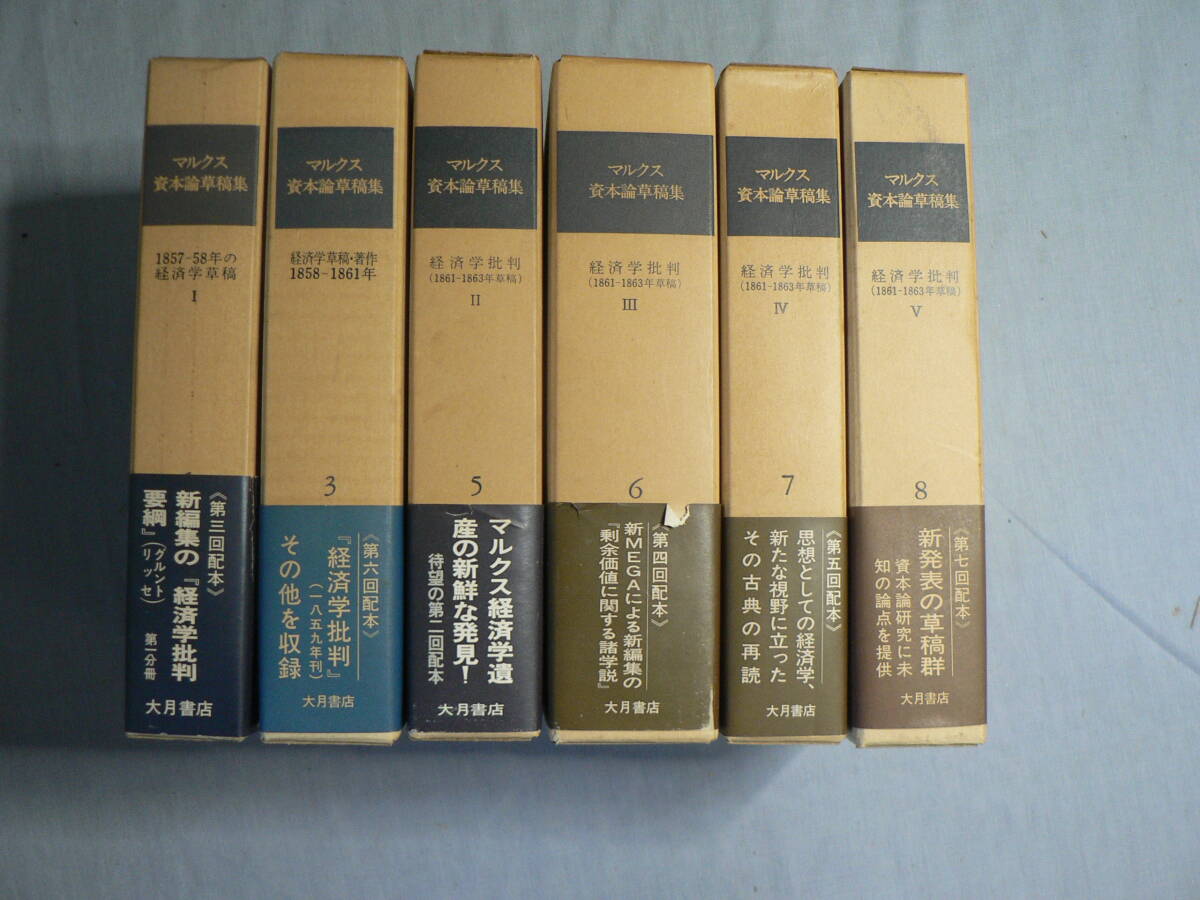 マルクス
資本論草稿集
1857-58年の
経済学草稿
I
《第三回配本》
新編集の『経済学批判
要綱』(グルント
リッセ)
第一分冊
大月書店
マルクス
資本論草稿集
経済学草稿・著作
1858-1861年
3
《第六回配本》
『経済学批判』
(一八五九年刊)
その他を収録
大月書店
マルクス
資本論草稿集
経済学批判
(1861-1863年草稿)
II
5
マルクス経済学遺
産の新鮮な発見!
待望の第二回配本
大月書店
マルクス
資本論草稿集
経済学批判
(1861-1863年草稿)
III
6
《第四回配本》
新MEGAによる新編集の
『剰余価値に関する諸学説』
大月書店
マルクス
資本論草稿集
経済学批判
(1861-1863年草稿)
IV
7
《第五回配本》
思想としての経済学、
新たな視野に立った
その古典の再読
大月書店
マルクス
資本論草稿集
経済学批判
(1861-1863年草稿)
V
8
《第七回配本》
新発表の草稿群
資本論研究に未
知の論点を提供
大月書店